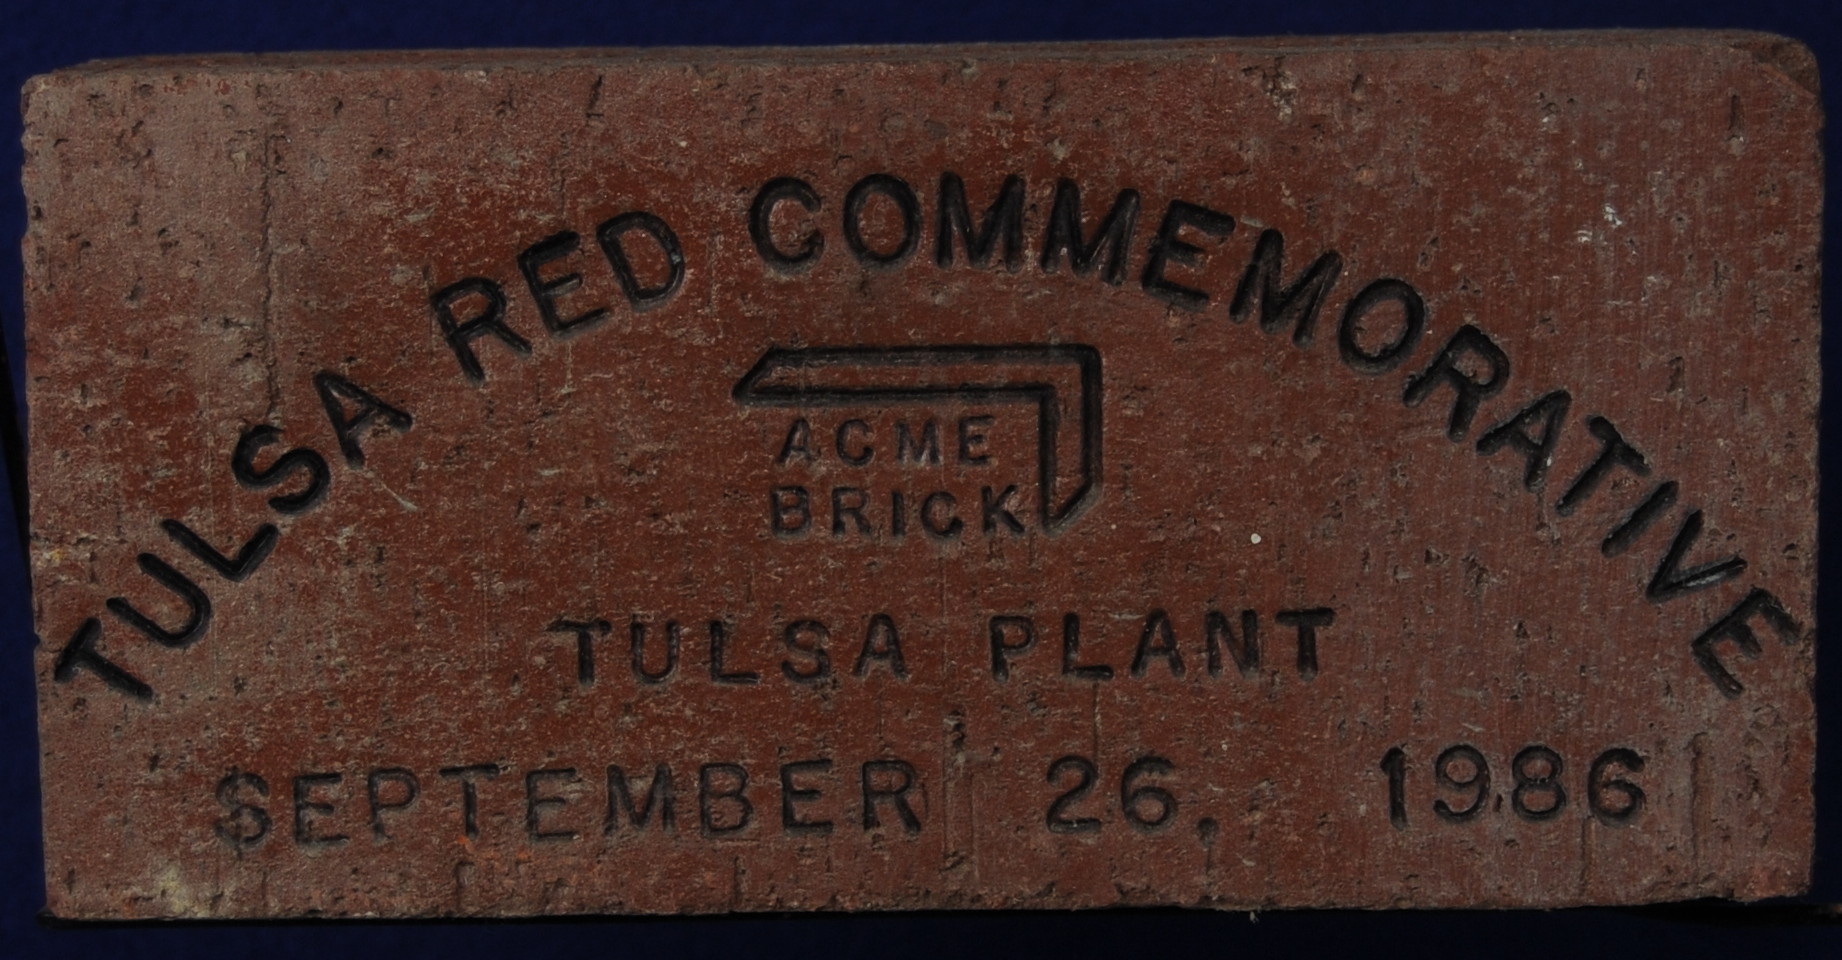 TULSA RED COMMEMORATIVE
ACME
BRICK
TULSA PLANT
SEPTEMBER 26, 1986